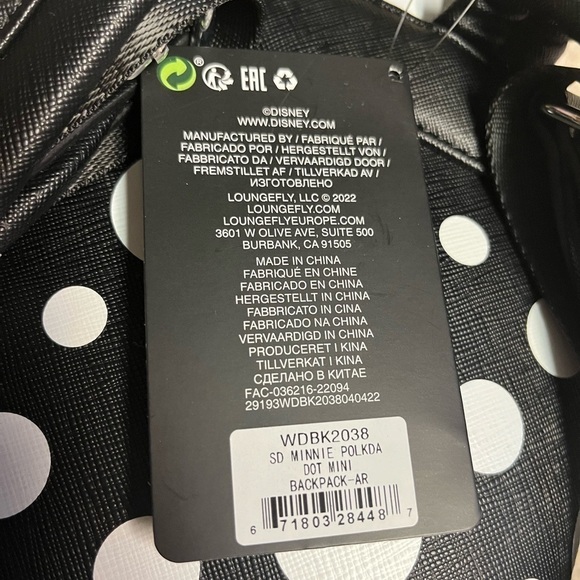 ® EAC
©DISNEY
WWW.DISNEY.COM
MANUFACTURED BY / FABRIQUÉ PAR /
FABRICADO POR / HERGESTELLT VON /
FABBRICATO DA / VERVAARDIGD DOOR /
FREMSTILLET AF / TILLVERKAD AV /
ИЗГОТОВЛЕНО
LOUNGEFLY, LLC © 2022
LOUNGEFLY.COM
LOUNGEFLYEUROPE.COM
3601 W OLIVE AVE, SUITE 500
BURBANK, CA 91505
MADE IN CHINA
FABRIQUÉ EN CHINE
FABRICADO EN CHINA
HERGESTELLT IN CHINA
FABBRICATO IN CINA
FABRICADO NA CHINA
VERVAARDIGD IN CHINA
PRODUCERET I KINA
TILLVERKAT I KINA
СДЕЛАНО В КИТАЕ
FAC-036216-22094
29193WDBK2038040422
WDBK2038
SD MINNIE POLKDA
DOT MINI
BACKPACK-AR
6 71803 28448 7